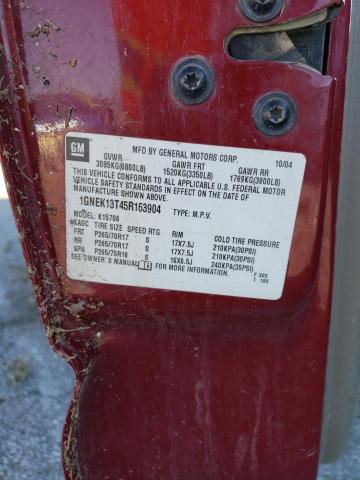 GM
MFD BY GENERAL MOTORS CORP. 10/04
GVWR GAWR FRT GAWR RR
3085KG(6800LB) 1520KG(3350LB) 1769KG(3900LB)
THIS VEHICLE CONFORMS TO ALL APPLICABLE U.S. FEDERAL MOTOR
VEHICLE SAFETY STANDARDS IN EFFECT ON THE DATE OF
MANUFACTURE SHOWN ABOVE.
1GNEK13T45R163904 TYPE: M.P.V.
MODEL: K15706
KASC TIRE SIZE SPEED RTG RIM COLD TIRE PRESSURE
FRT P265/70R17 S 17X7.5J 210KPA(30PSI)
RR P265/70R17 S 17X7.5J 210KPA(30PSI)
SPA P265/75R16 S 16X6.5J 240KPA(35PSI)
SEE OWNER'S MANUAL FOR MORE INFORMATION. F 303
T 180